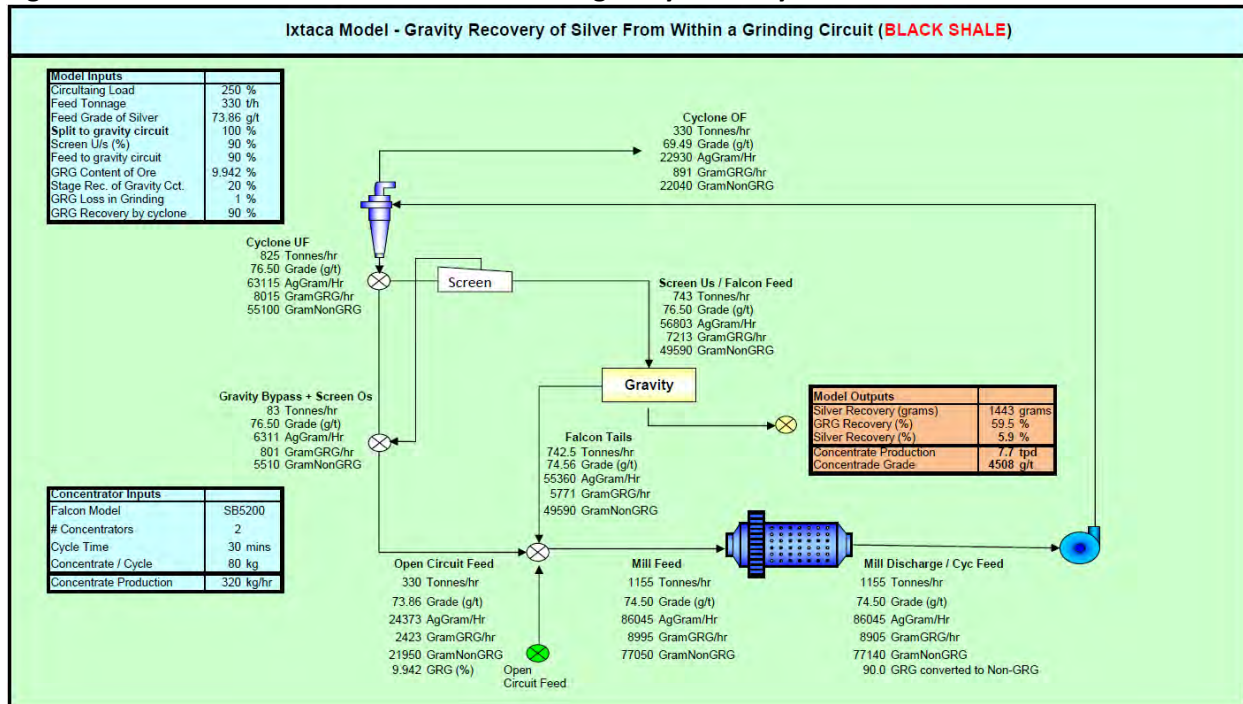 Ixtaca Model - Gravity Recovery of Silver From Within a Grinding Circuit (BLACK SHALE)
Model Inputs
Circultaing Load 250 %
Feed Tonnage 330 t/h
Feed Grade of Silver 73.86 g/t
Split to gravity circuit 100 %
Screen U/s (%) 90 %
Feed to gravity circuit 90 %
GRG Content of Ore 9.942 %
Stage Rec. of Gravity Cct. 20 %
GRG Loss in Grinding 1 %
GRG Recovery by cyclone 90 %
Cyclone OF
330 Tonnes/hr
69.49 Grade (g/t)
22930 AgGram/Hr
891 GramGRG/hr
22040 GramNonGRG
Cyclone UF
825 Tonnes/hr
76.50 Grade (g/t)
63115 AgGram/Hr
8015 GramGRG/hr
55100 GramNonGRG
Screen
Screen Us / Falcon Feed
743 Tonnes/hr
76.50 Grade (g/t)
56803 AgGram/Hr
7213 GramGRG/hr
49590 GramNonGRG
Gravity
Gravity Bypass + Screen Os
83 Tonnes/hr
76.50 Grade (g/t)
6311 AgGram/Hr
801 GramGRG/hr
5510 GramNonGRG
Falcon Tails
742.5 Tonnes/hr
74.56 Grade (g/t)
55360 AgGram/Hr
5771 GramGRG/hr
49590 GramNonGRG
Model Outputs
Silver Recovery (grams) 1443 grams
GRG Recovery (%) 59.5 %
Silver Recovery (%) 5.9 %
Concentrate Production 7.7 tpd
Concentrade Grade 4508 g/t
Concentrator Inputs
Falcon Model SB5200
# Concentrators 2
Cycle Time 30 mins
Concentrate / Cycle 80 kg
Concentrate Production 320 kg/hr
Open Circuit Feed
330 Tonnes/hr
73.86 Grade (g/t)
24373 AgGram/Hr
2423 GramGRG/hr
21950 GramNonGRG
9.942 GRG (%)
Open
Circuit Feed
Mill Feed
1155 Tonnes/hr
74.50 Grade (g/t)
86045 AgGram/Hr
8995 GramGRG/hr
77050 GramNonGRG
Mill Discharge / Cyc Feed
1155 Tonnes/hr
74.50 Grade (g/t)
86045 AgGram/Hr
8905 GramGRG/hr
77140 GramNonGRG
90.0 GRG converted to Non-GRG